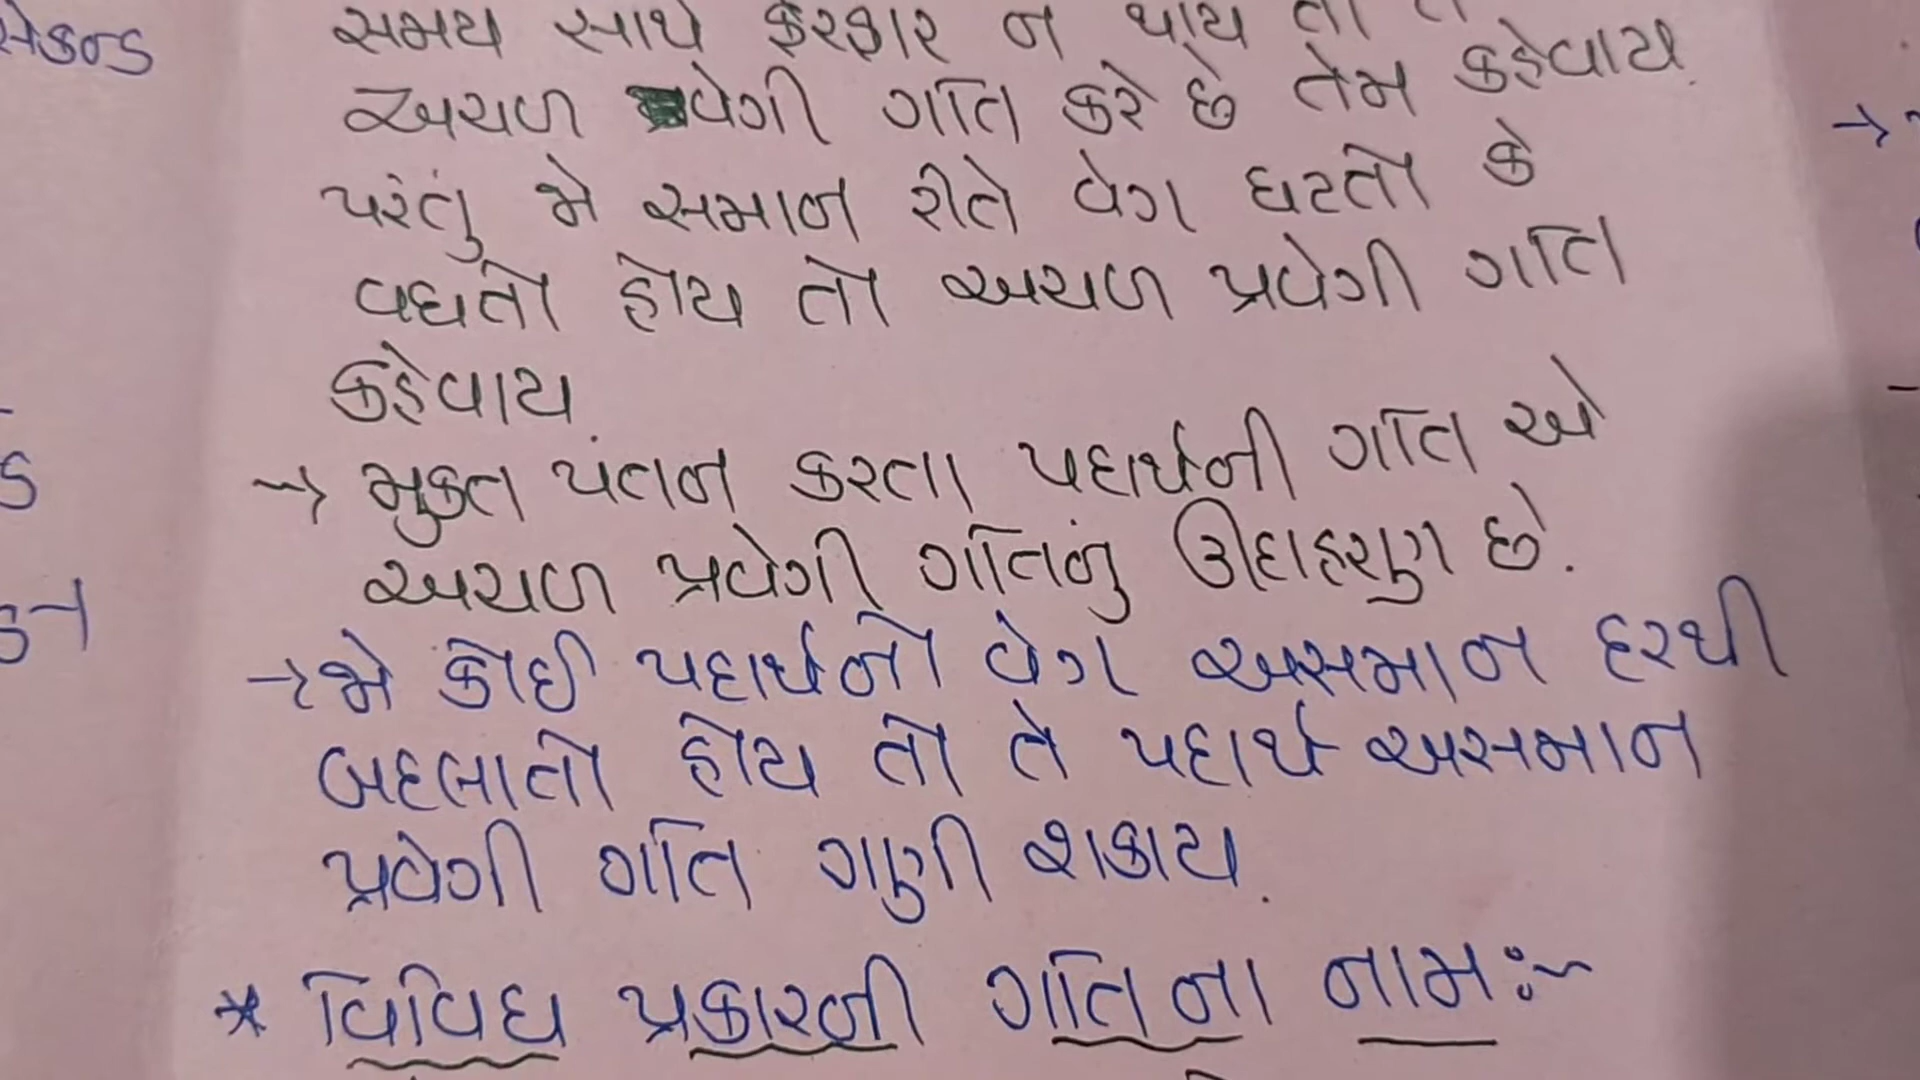 સેકન્ડ
સમય સાથે ફેરફાર ન થાય તો
અચળ વેગી ગતિ કરે છે તેમ કહેવાય.
પરંતું જો સમાન રીતે વેગ ઘટતો કે
વધતો હોય તો અચળ પ્રવેગી ગતિ
કહેવાય.
→ મુકત પતન કરતા પદાર્થની ગતિ એ
અચળ પ્રવેગી ગતિનું ઉદાહરણ છે.
→ જો કોઈ પદાર્થનો વેગ અસમાન દરથી
બદલાતો હોય તો તે પદાર્થ અસમાન
પ્રવેગી ગતિ ગણી શકાય.
* વિવિધ પ્રકારની ગતિના નામ:-